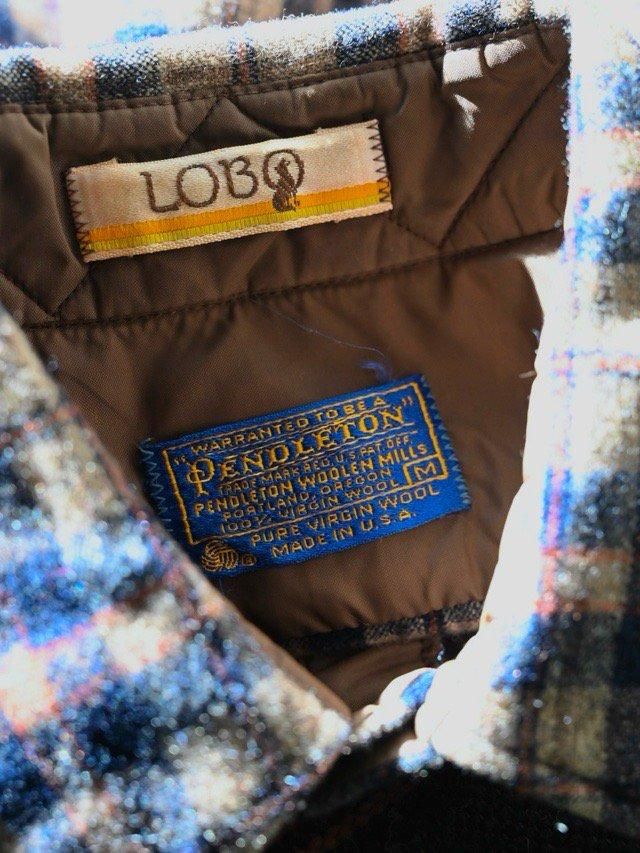 LOBO
"WARRANTED TO BE A
"PENDLETON"
TRADE MARK REG. U.S. PAT. OFF.
PENDLETON WOOLEN MILLS
PORTLAND, OREGON
100% VIRGIN WOOL
M
PURE VIRGIN WOOL
MADE IN U.S.A.
®